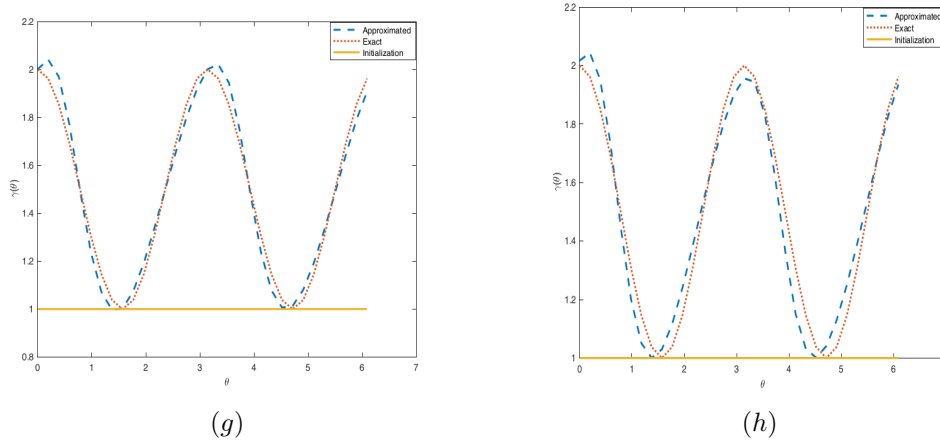 2.2
2
1.8
1.6
1.4
1.2
1
0.8
γ(θ)
0 1 2 3 4 5 6 7
θ
Approximated
Exact
Initialization
(g)
2.2
2
1.8
1.6
1.4
1.2
1
γ(θ)
0 1 2 3 4 5 6
θ
Approximated
Exact
Initialization
(h)